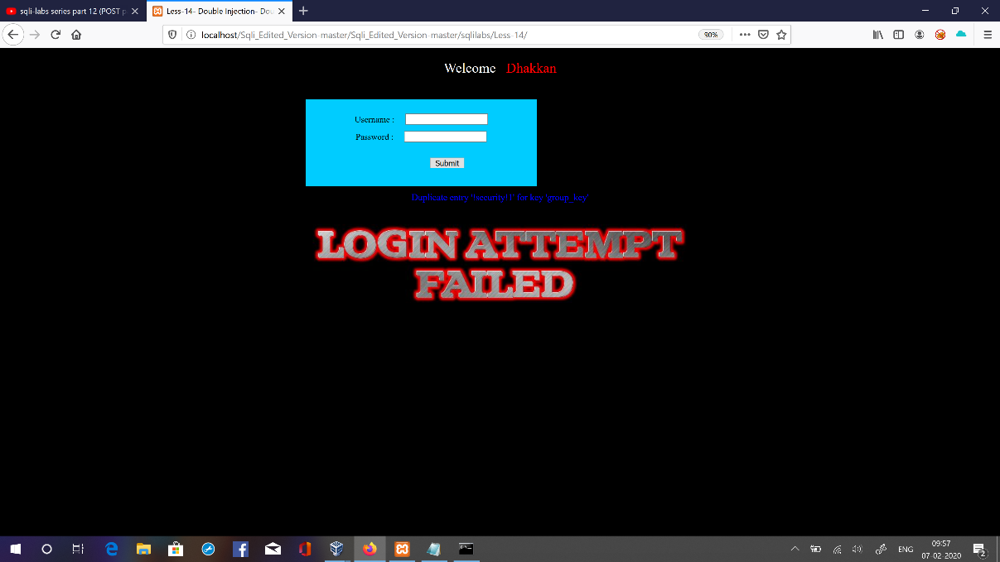 sqli-labs series part 12 (POST p
Less-14- Double Injection- Dou
localhost/Sqli_Edited_Version-master/Sqli_Edited_Version-master/sqlilabs/Less-14/
90%
Welcome Dhakkan
Username :
Password :
Submit
Duplicate entry '!security!1' for key 'group_key'
LOGIN ATTEMPT
FAILED
ENG
09:57
07-02-2020
2